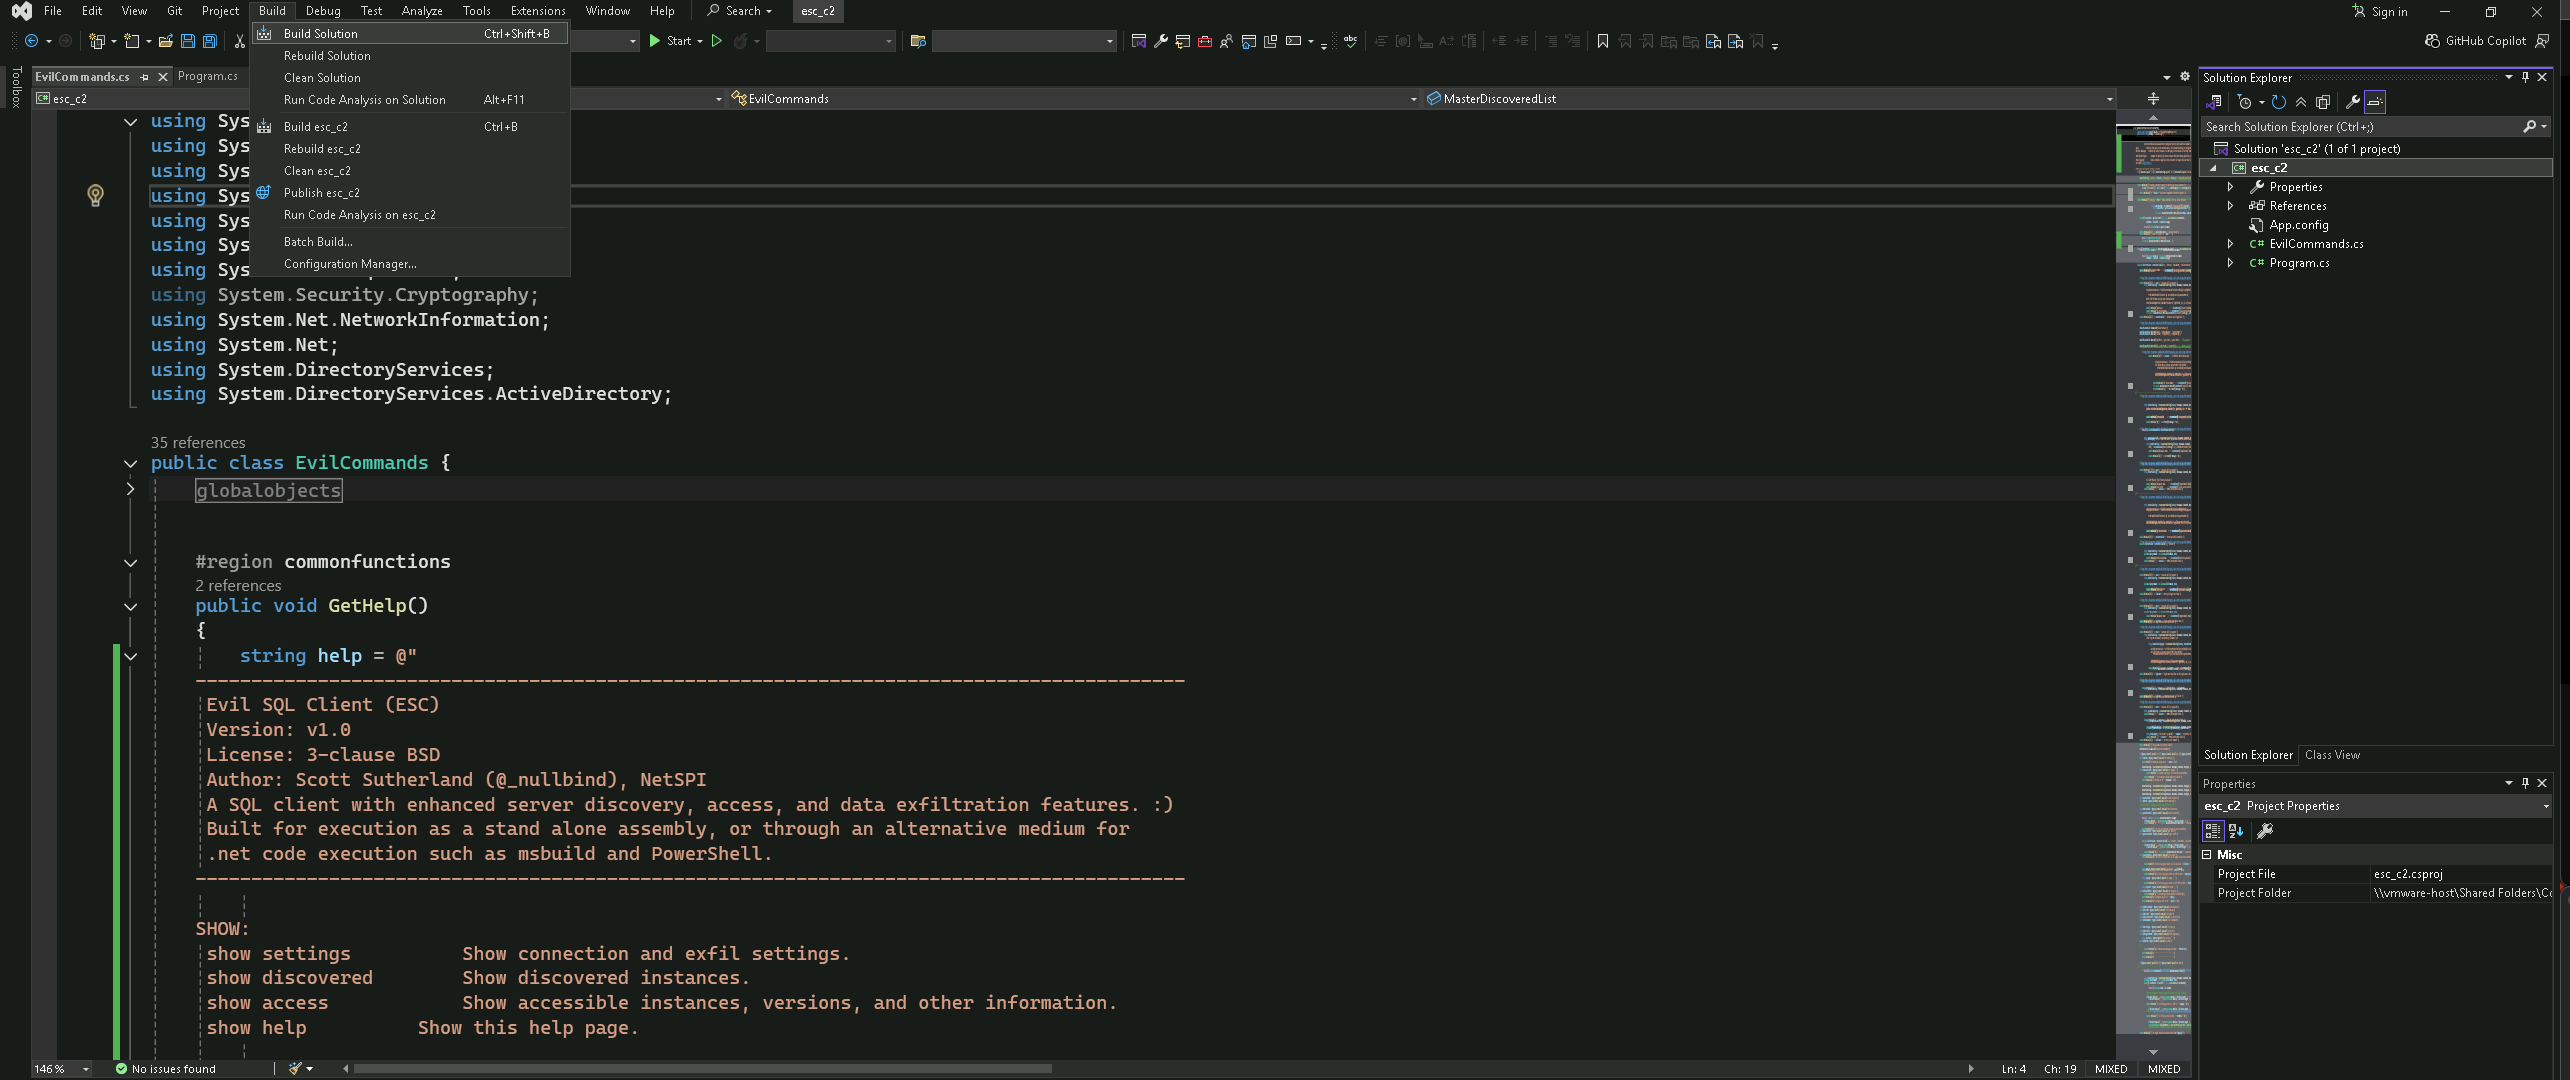 File Edit View Git Project Build Debug Test Analyze Tools Extensions Window Help Search esc_c2 Sign in
Start GitHub Copilot
Build Solution Ctrl+Shift+B
Rebuild Solution
Clean Solution
Run Code Analysis on Solution Alt+F11
Build esc_c2 Ctrl+B
Rebuild esc_c2
Clean esc_c2
Publish esc_c2
Run Code Analysis on esc_c2
Batch Build...
Configuration Manager...
Toolbox
EvilCommands.cs Program.cs
esc_c2 EvilCommands MasterDiscoveredList
using Sys
using Sys
using Sys
using Sys
using Sys
using Sys
using Sys
using System.Security.Cryptography;
using System.Net.NetworkInformation;
using System.Net;
using System.DirectoryServices;
using System.DirectoryServices.ActiveDirectory;
35 references
public class EvilCommands {
globalobjects
#region commonfunctions
2 references
public void GetHelp()
{
string help = @"
-----------------------------------------------------------------------------------------
Evil SQL Client (ESC)
Version: v1.0
License: 3-clause BSD
Author: Scott Sutherland (@_nullbind), NetSPI
A SQL client with enhanced server discovery, access, and data exfiltration features. :)
Built for execution as a stand alone assembly, or through an alternative medium for
.net code execution such as msbuild and PowerShell.
-----------------------------------------------------------------------------------------
SHOW:
show settings Show connection and exfil settings.
show discovered Show discovered instances.
show access Show accessible instances, versions, and other information.
show help Show this help page.
146 % No issues found Ln: 4 Ch: 19 MIXED MIXED
Solution Explorer
Search Solution Explorer (Ctrl+;)
Solution 'esc_c2' (1 of 1 project)
esc_c2
Properties
References
App.config
C# EvilCommands.cs
C# Program.cs
Solution Explorer Class View
Properties
esc_c2 Project Properties
Misc
Project File esc_c2.csproj
Project Folder \\vmware-host\Shared Folders\Co